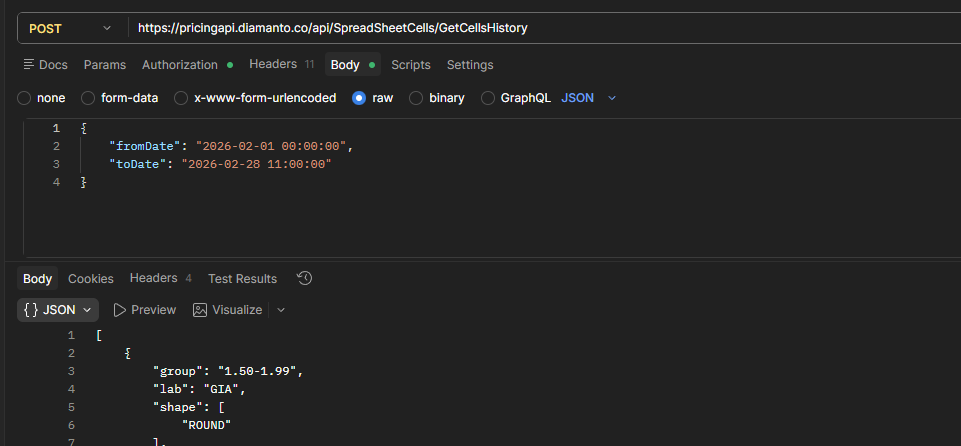 POST https://pricingapi.diamanto.co/api/SpreadSheetCells/GetCellsHistory
Docs Params Authorization Headers 11 Body Scripts Settings
none form-data x-www-form-urlencoded raw binary GraphQL JSON
1 {
2 "fromDate": "2026-02-01 00:00:00",
3 "toDate": "2026-02-28 11:00:00"
4 }
Body Cookies Headers 4 Test Results
{} JSON Preview Visualize
1 [
2 {
3 "group": "1.50-1.99",
4 "lab": "GIA",
5 "shape": [
6 "ROUND"
7 ],